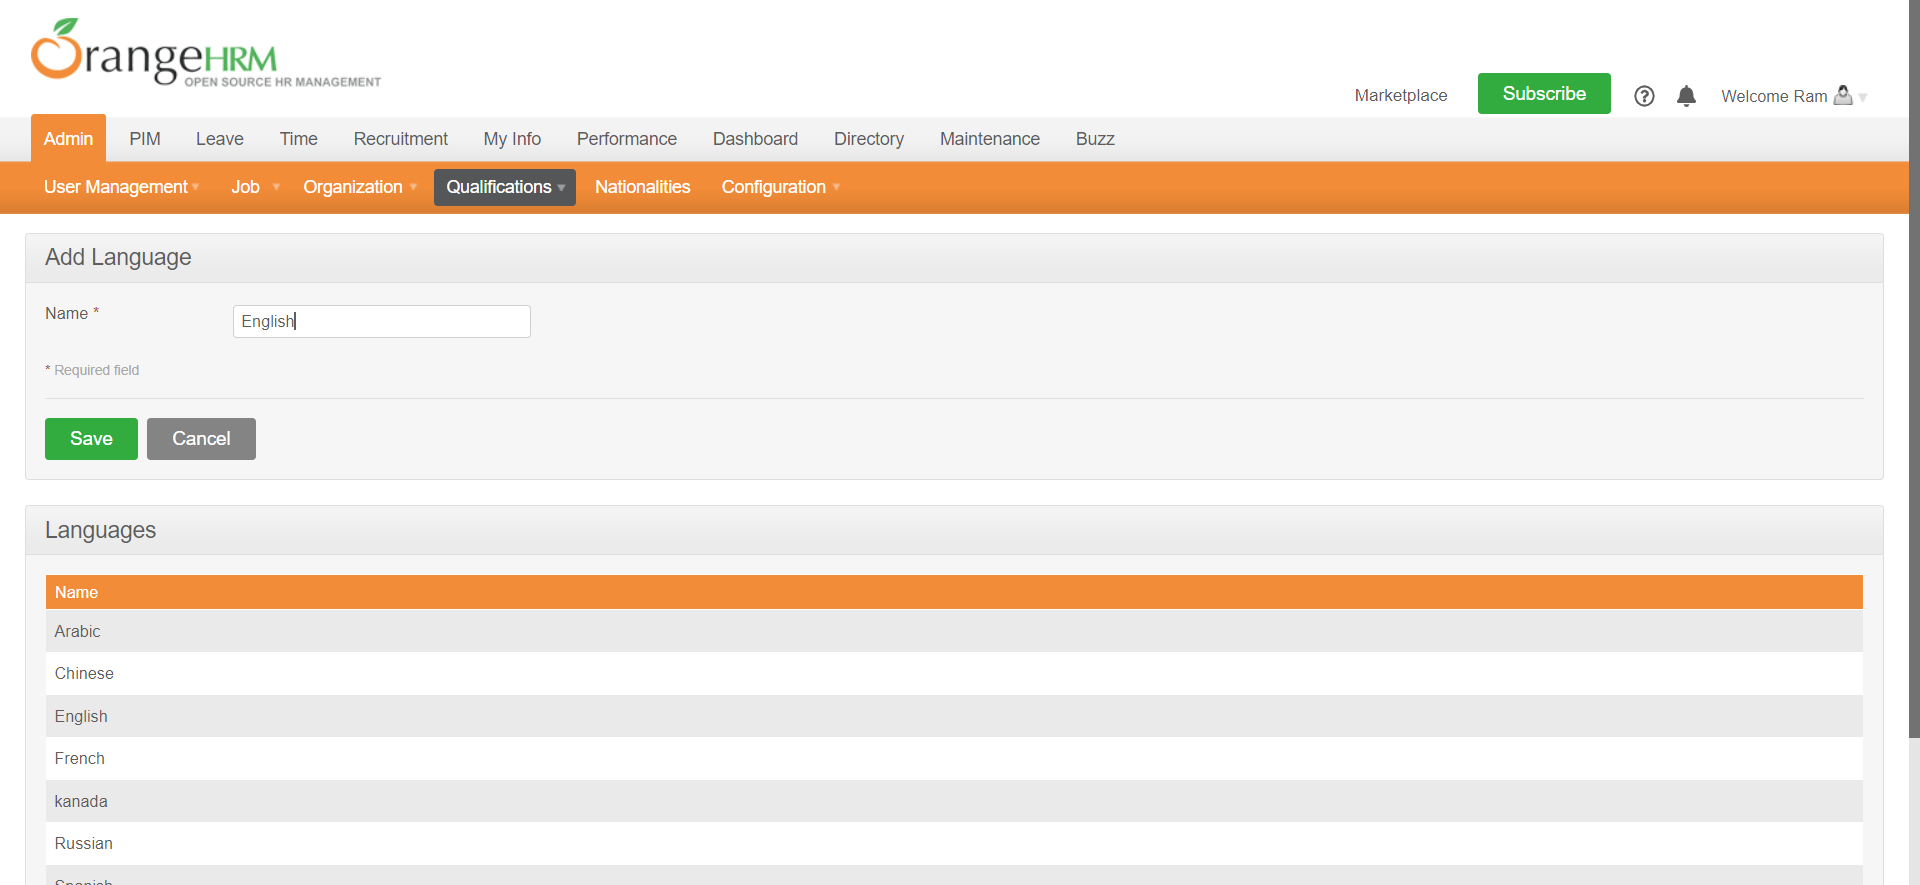 OrangeHRM
OPEN SOURCE HR MANAGEMENT
Marketplace Subscribe Welcome Ram
Admin PIM Leave Time Recruitment My Info Performance Dashboard Directory Maintenance Buzz
User Management Job Organization Qualifications Nationalities Configuration
Add Language
Name * English
* Required field
Save Cancel
Languages
Name
Arabic
Chinese
English
French
kanada
Russian
Spanish